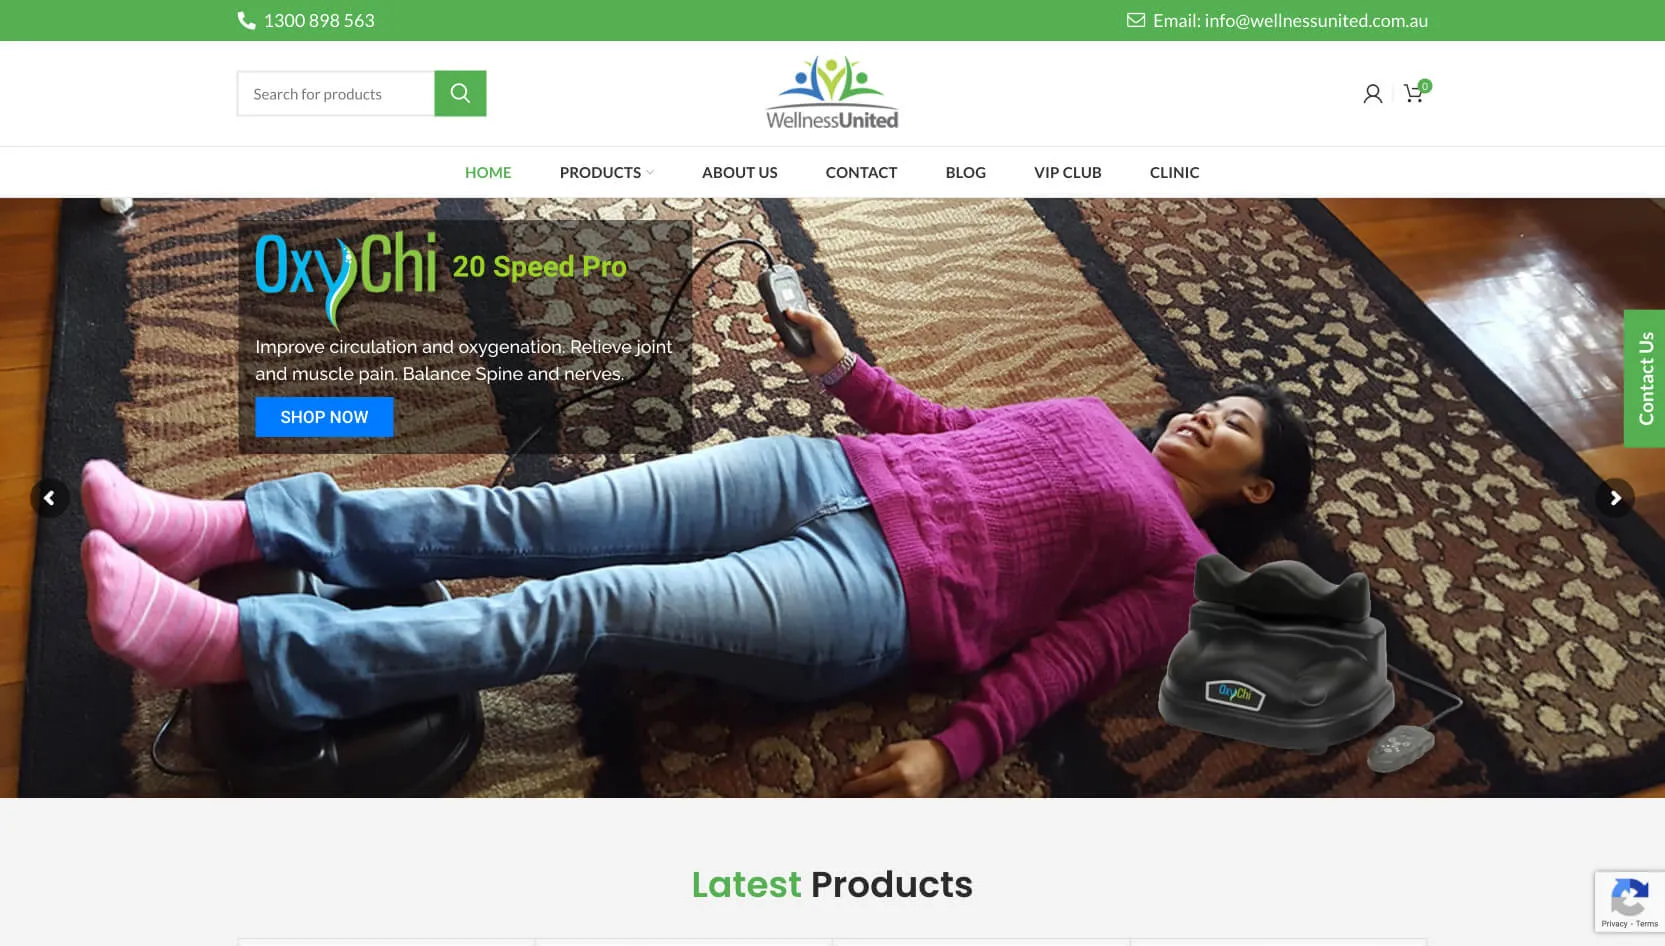 1300 898 563
Email: info@wellnessunited.com.au
Search for products
WellnessUnited
0
HOME
PRODUCTS
ABOUT US
CONTACT
BLOG
VIP CLUB
CLINIC
OxyChi 20 Speed Pro
Improve circulation and oxygenation. Relieve joint
and muscle pain. Balance Spine and nerves.
SHOP NOW
Contact Us
OxyChi
Latest Products
Privacy - Terms